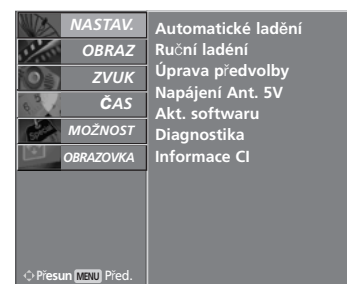 NASTAV.
OBRAZ
ZVUK
ČAS
MOŽNOST
OBRAZOVKA
Automatické ladění
Ruční ladéní
Úprava předvolby
Napájení Ant. 5V
Akt. softwaru
Diagnostika
Informace CI
Přesun MENU Před.